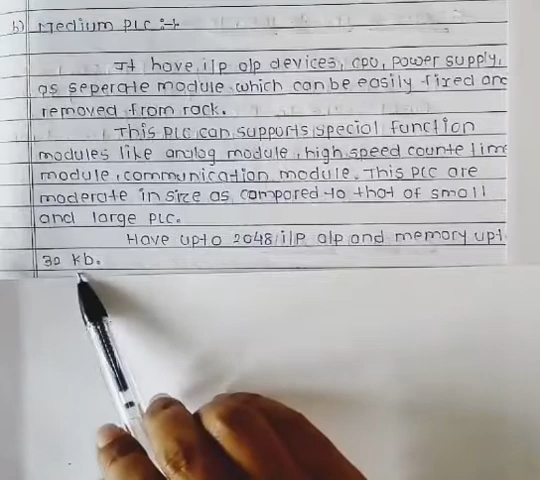 b) Medium PLC :-
It have i/p o/p devices, CPU, power supply,
as seperate module which can be easily fixed and
removed from rack.
This PLC can supports special function
modules like analog module, high speed counte time
module, communication module. This PLC are
moderate in size as compared to that of small
and large PLC.
Have upto 2048 i/p o/p and memory upt
32 kb.